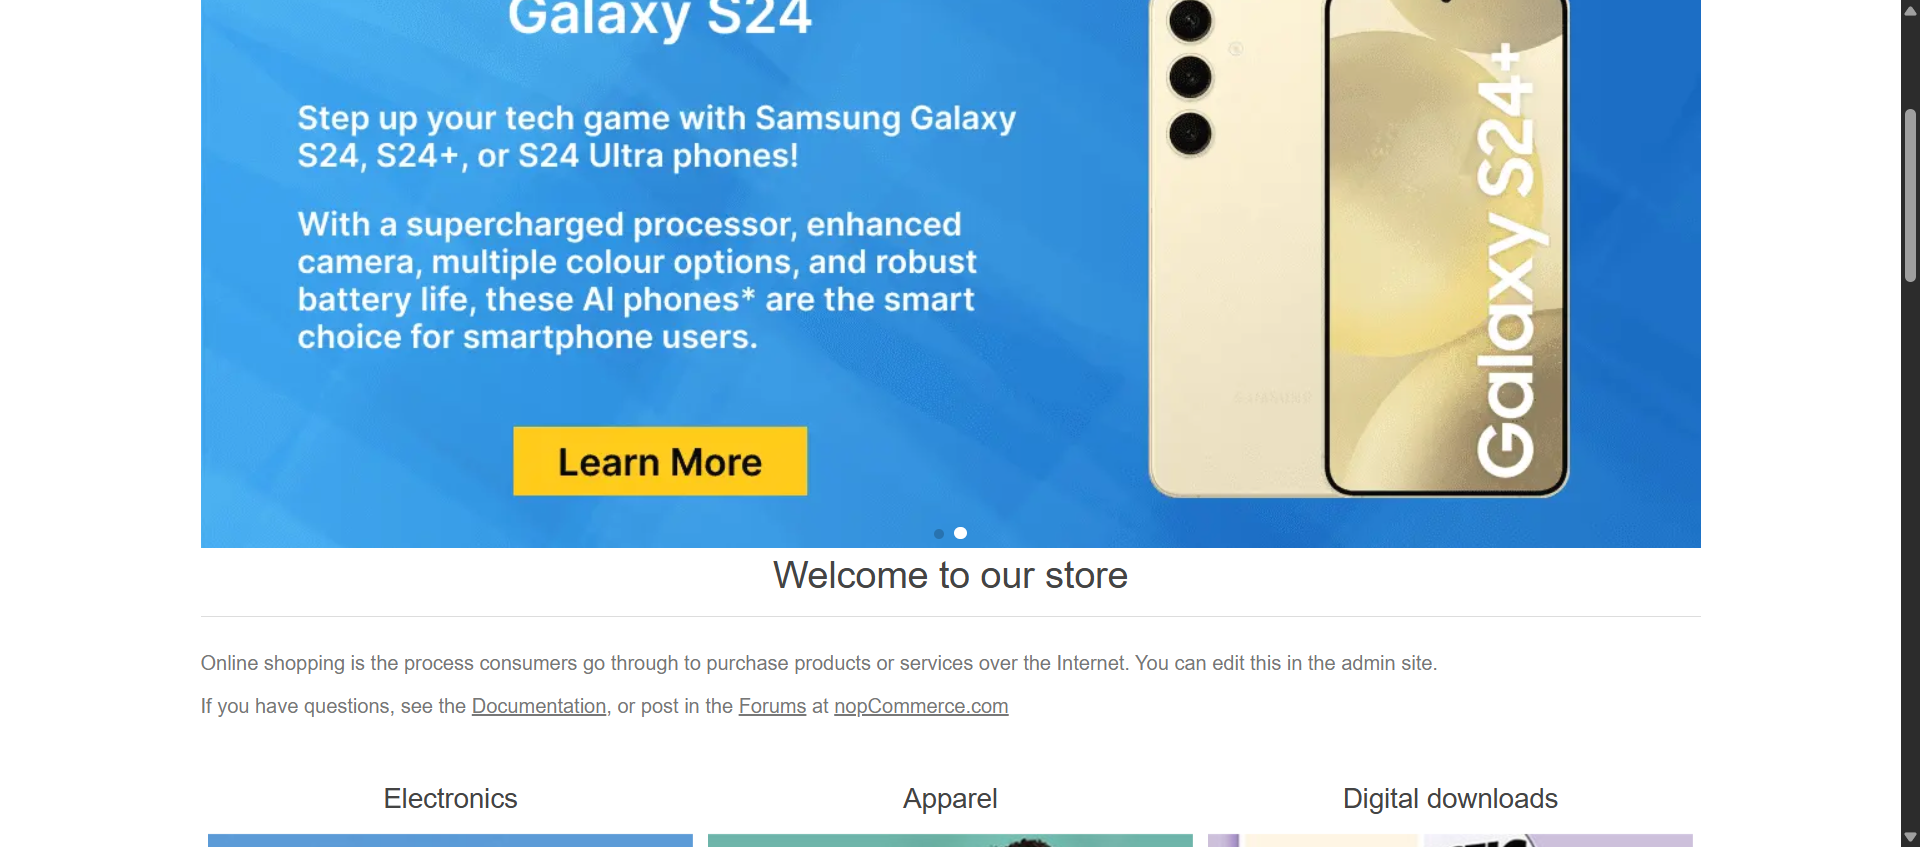 Galaxy S24
Step up your tech game with Samsung Galaxy
S24, S24+, or S24 Ultra phones!
With a supercharged processor, enhanced
camera, multiple colour options, and robust
battery life, these AI phones* are the smart
choice for smartphone users.
Learn More
SAMSUNG
Galaxy S24+
Welcome to our store
Online shopping is the process consumers go through to purchase products or services over the Internet. You can edit this in the admin site.
If you have questions, see the Documentation, or post in the Forums at nopCommerce.com
Electronics
Apparel
Digital downloads